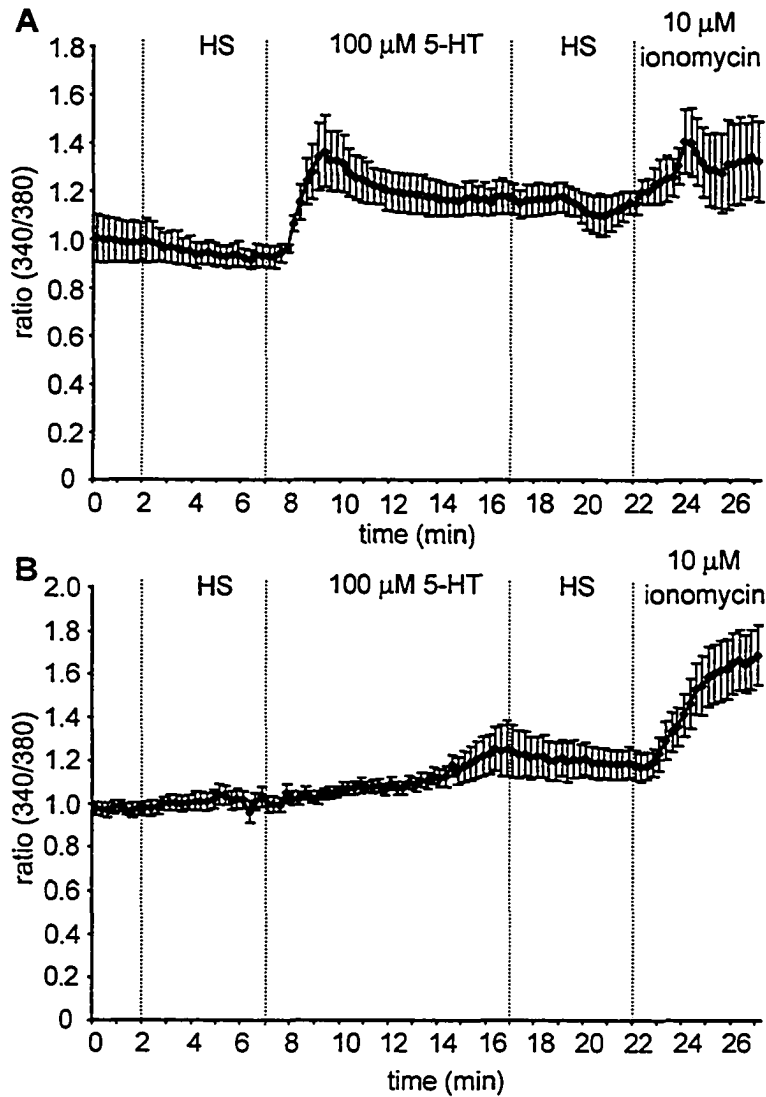 A
HS
100 µM 5-HT
HS
10 µM
ionomycin
1.8
1.6
1.4
1.2
1.0
0.8
0.6
0.4
0.2
0
ratio (340/380)
0 2 4 6 8 10 12 14 16 18 20 22 24 26
time (min)
B
HS
100 µM 5-HT
HS
10 µM
ionomycin
2.0
1.8
1.6
1.4
1.2
1.0
0.8
0.6
0.4
0.2
0
ratio (340/380)
0 2 4 6 8 10 12 14 16 18 20 22 24 26
time (min)